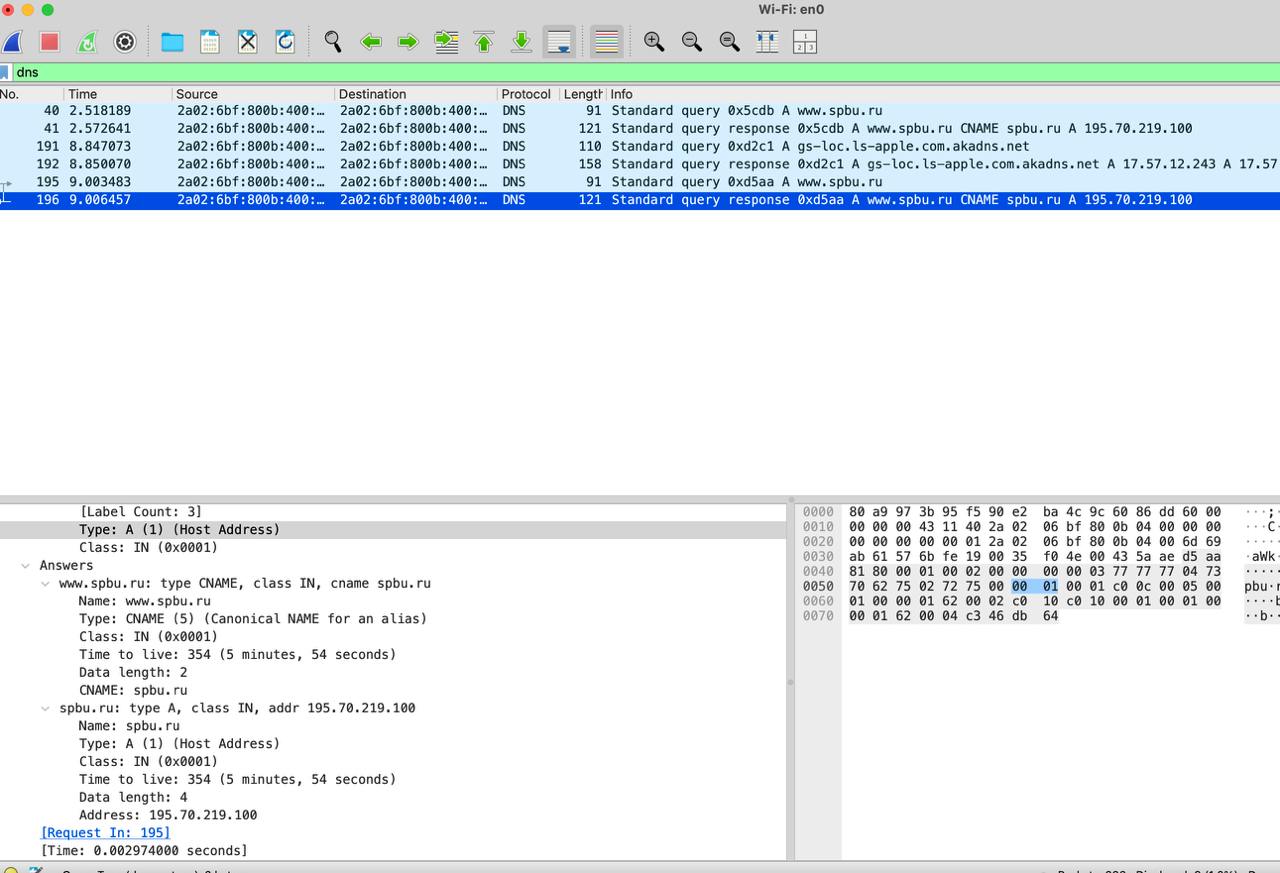 Wi-Fi: en0
dns
No. Time Source Destination Protocol Length Info
40 2.518189 2a02:6bf:800b:400:… 2a02:6bf:800b:400:… DNS 91 Standard query 0x5cdb A www.spbu.ru
41 2.572641 2a02:6bf:800b:400:… 2a02:6bf:800b:400:… DNS 121 Standard query response 0x5cdb A www.spbu.ru CNAME spbu.ru A 195.70.219.100
191 8.847073 2a02:6bf:800b:400:… 2a02:6bf:800b:400:… DNS 110 Standard query 0xd2c1 A gs-loc.ls-apple.com.akadns.net
192 8.850070 2a02:6bf:800b:400:… 2a02:6bf:800b:400:… DNS 158 Standard query response 0xd2c1 A gs-loc.ls-apple.com.akadns.net A 17.57.12.243 A 17.57
195 9.003483 2a02:6bf:800b:400:… 2a02:6bf:800b:400:… DNS 91 Standard query 0xd5aa A www.spbu.ru
196 9.006457 2a02:6bf:800b:400:… 2a02:6bf:800b:400:… DNS 121 Standard query response 0xd5aa A www.spbu.ru CNAME spbu.ru A 195.70.219.100
[Label Count: 3]
Type: A (1) (Host Address)
Class: IN (0x0001)
Answers
www.spbu.ru: type CNAME, class IN, cname spbu.ru
Name: www.spbu.ru
Type: CNAME (5) (Canonical NAME for an alias)
Class: IN (0x0001)
Time to live: 354 (5 minutes, 54 seconds)
Data length: 2
CNAME: spbu.ru
spbu.ru: type A, class IN, addr 195.70.219.100
Name: spbu.ru
Type: A (1) (Host Address)
Class: IN (0x0001)
Time to live: 354 (5 minutes, 54 seconds)
Data length: 4
Address: 195.70.219.100
[Request In: 195]
[Time: 0.002974000 seconds]
0000 80 a9 97 3b 95 f5 90 e2 ba 4c 9c 60 86 dd 60 00 ···;
0010 00 00 00 43 11 40 2a 02 06 bf 80 0b 04 00 00 00 ···C
0020 00 00 00 00 00 01 2a 02 06 bf 80 0b 04 00 6d 69 ·····
0030 ab 61 57 6b fe 19 00 35 f0 4e 00 43 5a ae d5 aa ·aWk
0040 81 80 00 01 00 02 00 00 00 00 03 77 77 77 04 73 ·····
0050 70 62 75 02 72 75 00 00 01 00 01 c0 0c 00 05 00 pbu·r
0060 01 00 00 01 62 00 02 c0 10 c0 10 00 01 00 01 00 ····b
0070 00 01 62 00 04 c3 46 db 64 ··b··